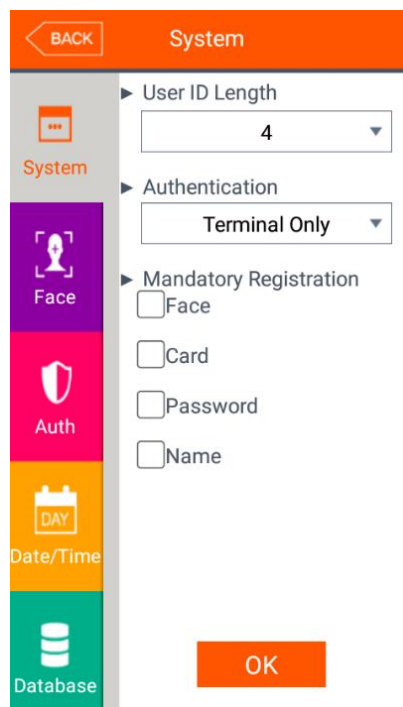 BACK
System
System
Face
Auth
DAY
Date/Time
Database
► User ID Length
4
► Authentication
Terminal Only
► Mandatory Registration
Face
Card
Password
Name
OK